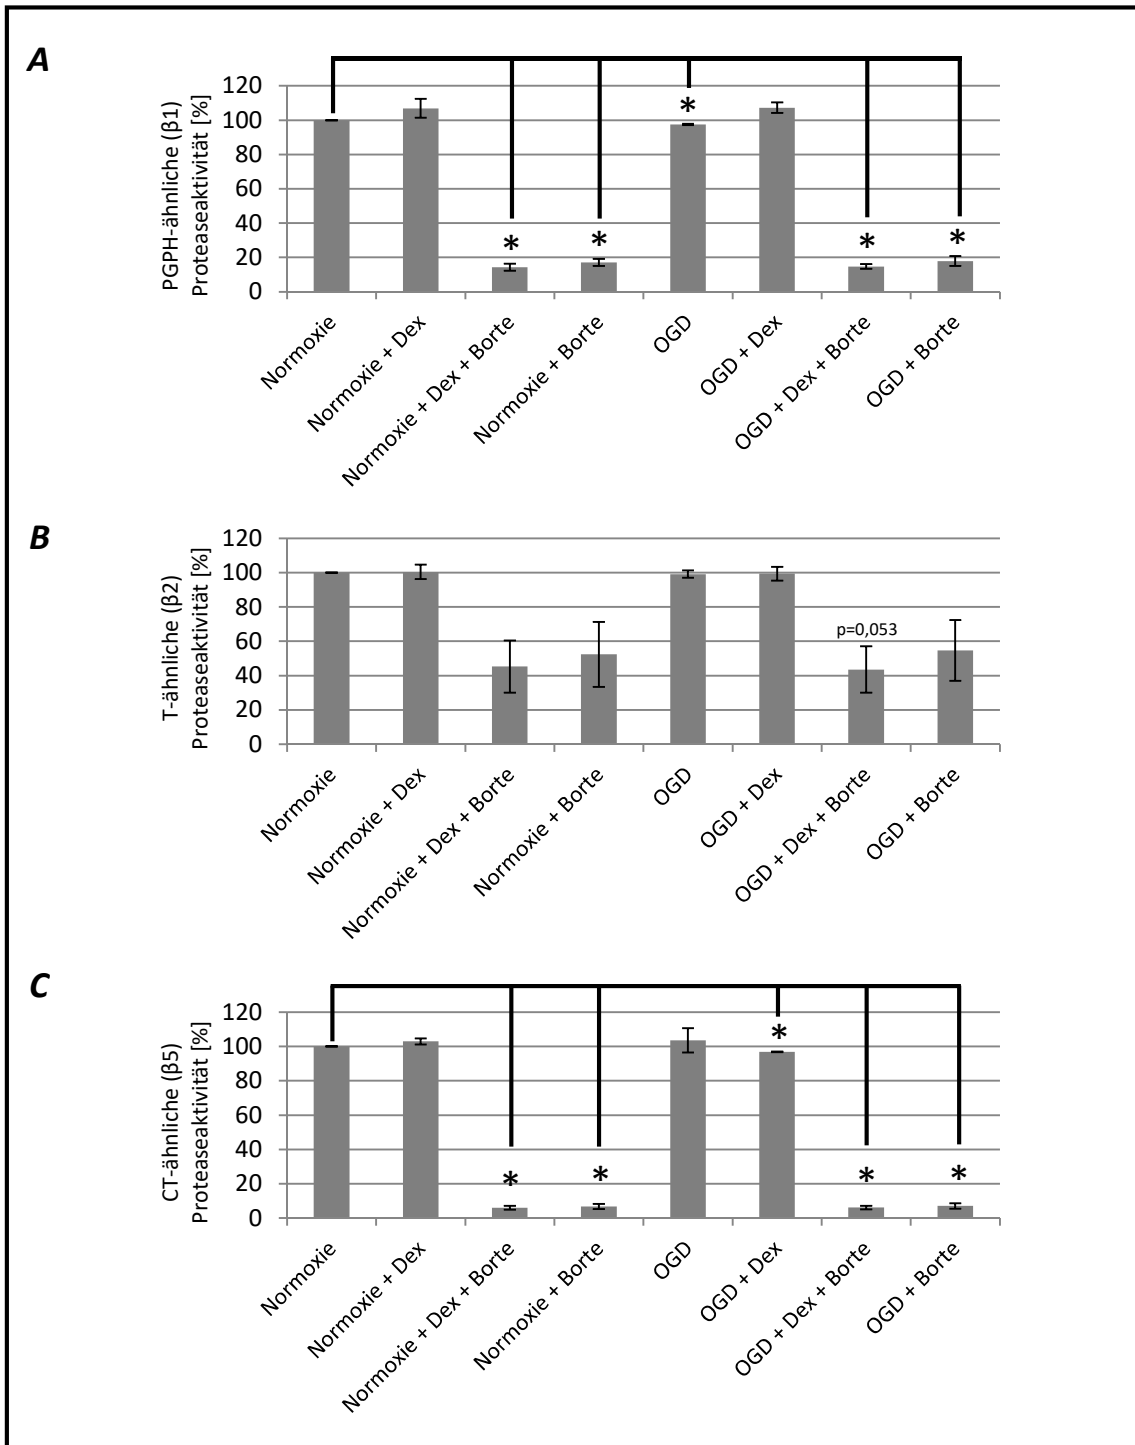 A
PGPH-ähnliche (β1)
Proteaseaktivität [%]
120
100
80
60
40
20
0
* * * * *
Normoxie
Normoxie + Dex
Normoxie + Dex + Borte
Normoxie + Borte
OGD
OGD + Dex
OGD + Dex + Borte
OGD + Borte
B
T-ähnliche (β2)
Proteaseaktivität [%]
120
100
80
60
40
20
0
p=0,053
Normoxie
Normoxie + Dex
Normoxie + Dex + Borte
Normoxie + Borte
OGD
OGD + Dex
OGD + Dex + Borte
OGD + Borte
C
CT-ähnliche (β5)
Proteaseaktivität [%]
120
100
80
60
40
20
0
* * * * *
Normoxie
Normoxie + Dex
Normoxie + Dex + Borte
Normoxie + Borte
OGD
OGD + Dex
OGD + Dex + Borte
OGD + Borte